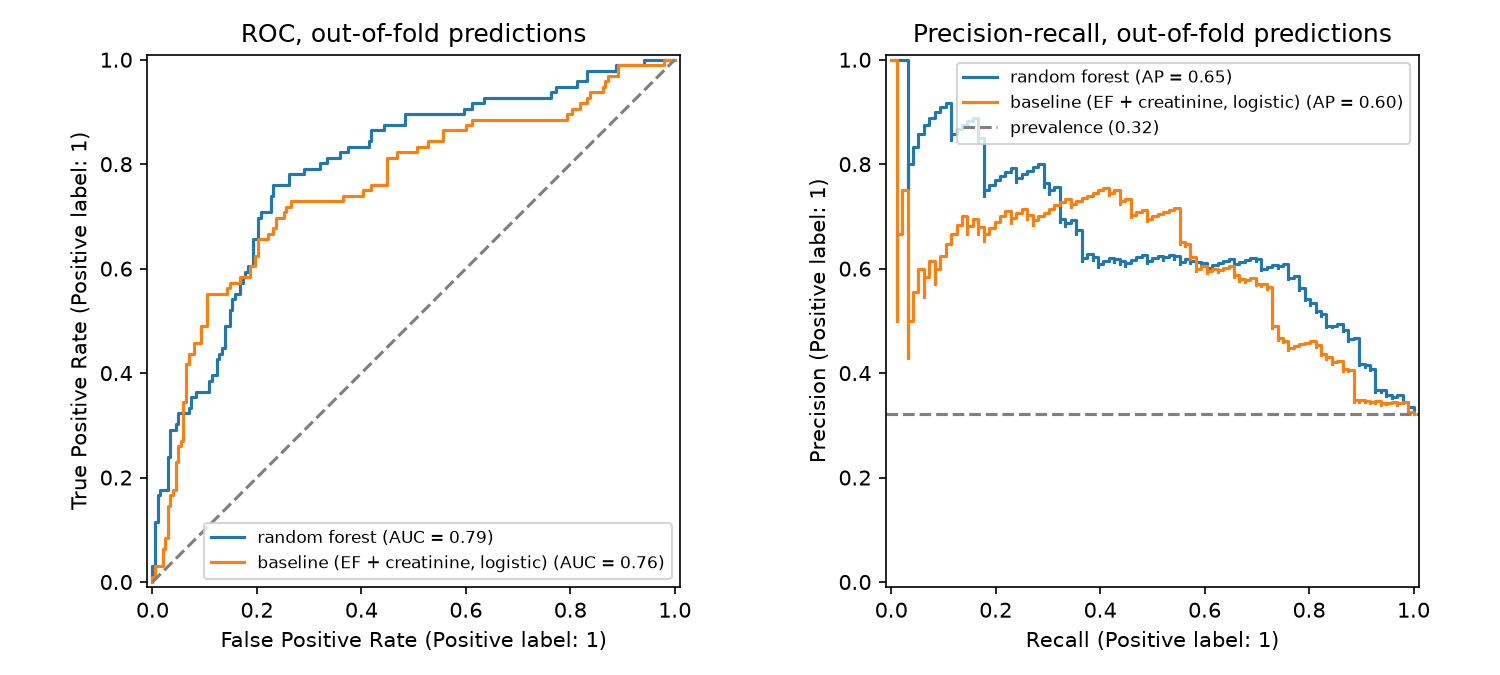 ROC, out-of-fold predictions
True Positive Rate (Positive label: 1)
1.0
0.8
0.6
0.4
0.2
0.0
random forest (AUC = 0.79)
baseline (EF + creatinine, logistic) (AUC = 0.76)
0.0 0.2 0.4 0.6 0.8 1.0
False Positive Rate (Positive label: 1)
Precision-recall, out-of-fold predictions
Precision (Positive label: 1)
1.0
0.8
0.6
0.4
0.2
0.0
random forest (AP = 0.65)
baseline (EF + creatinine, logistic) (AP = 0.60)
prevalence (0.32)
0.0 0.2 0.4 0.6 0.8 1.0
Recall (Positive label: 1)